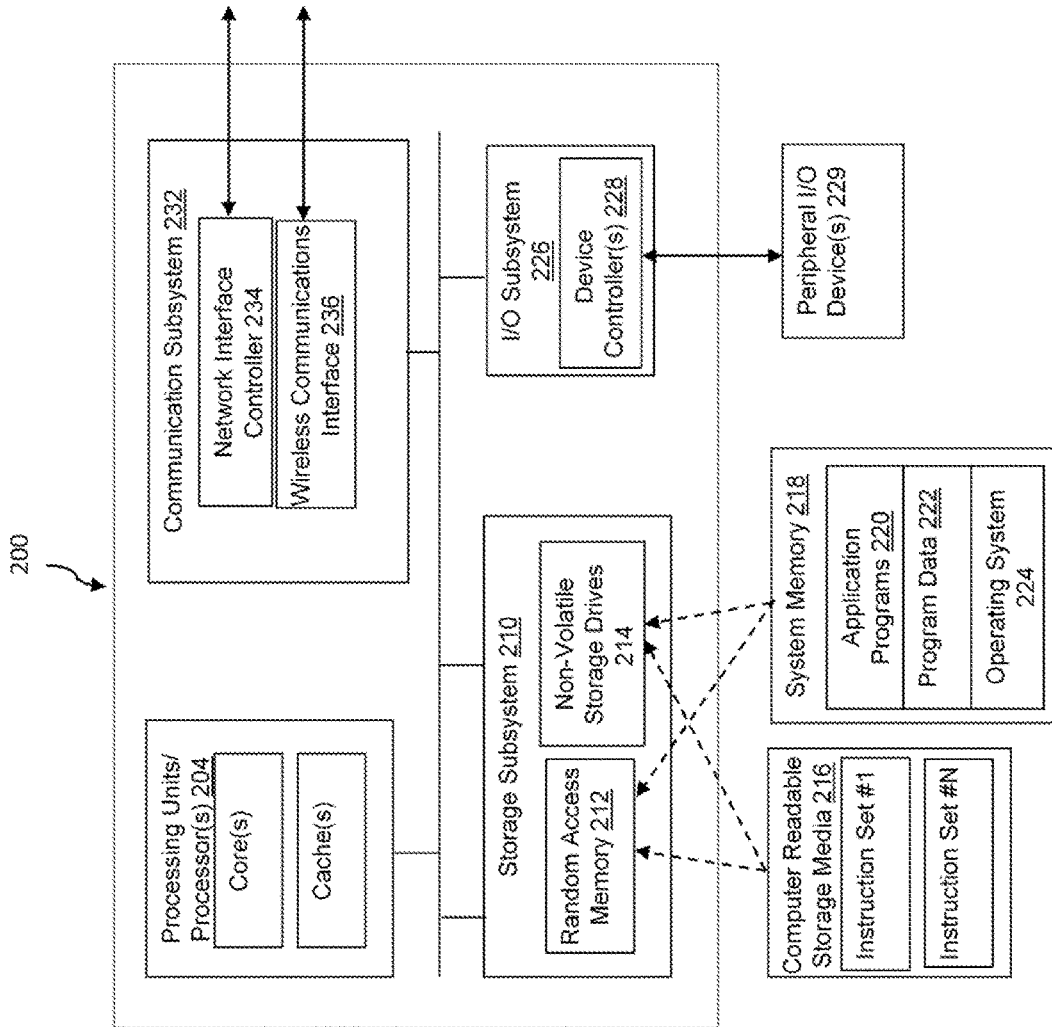 200
Processing Units/
Processor(s) 204
Core(s)
Cache(s)
Communication Subsystem 232
Network Interface
Controller 234
Wireless Communications
Interface 236
Storage Subsystem 210
Random Access
Memory 212
Non-Volatile
Storage Drives
214
I/O Subsystem
226
Device
Controller(s) 228
Computer Readable
Storage Media 216
Instruction Set #1
Instruction Set #N
System Memory 218
Application
Programs 220
Program Data 222
Operating System
224
Peripheral I/O
Device(s) 229